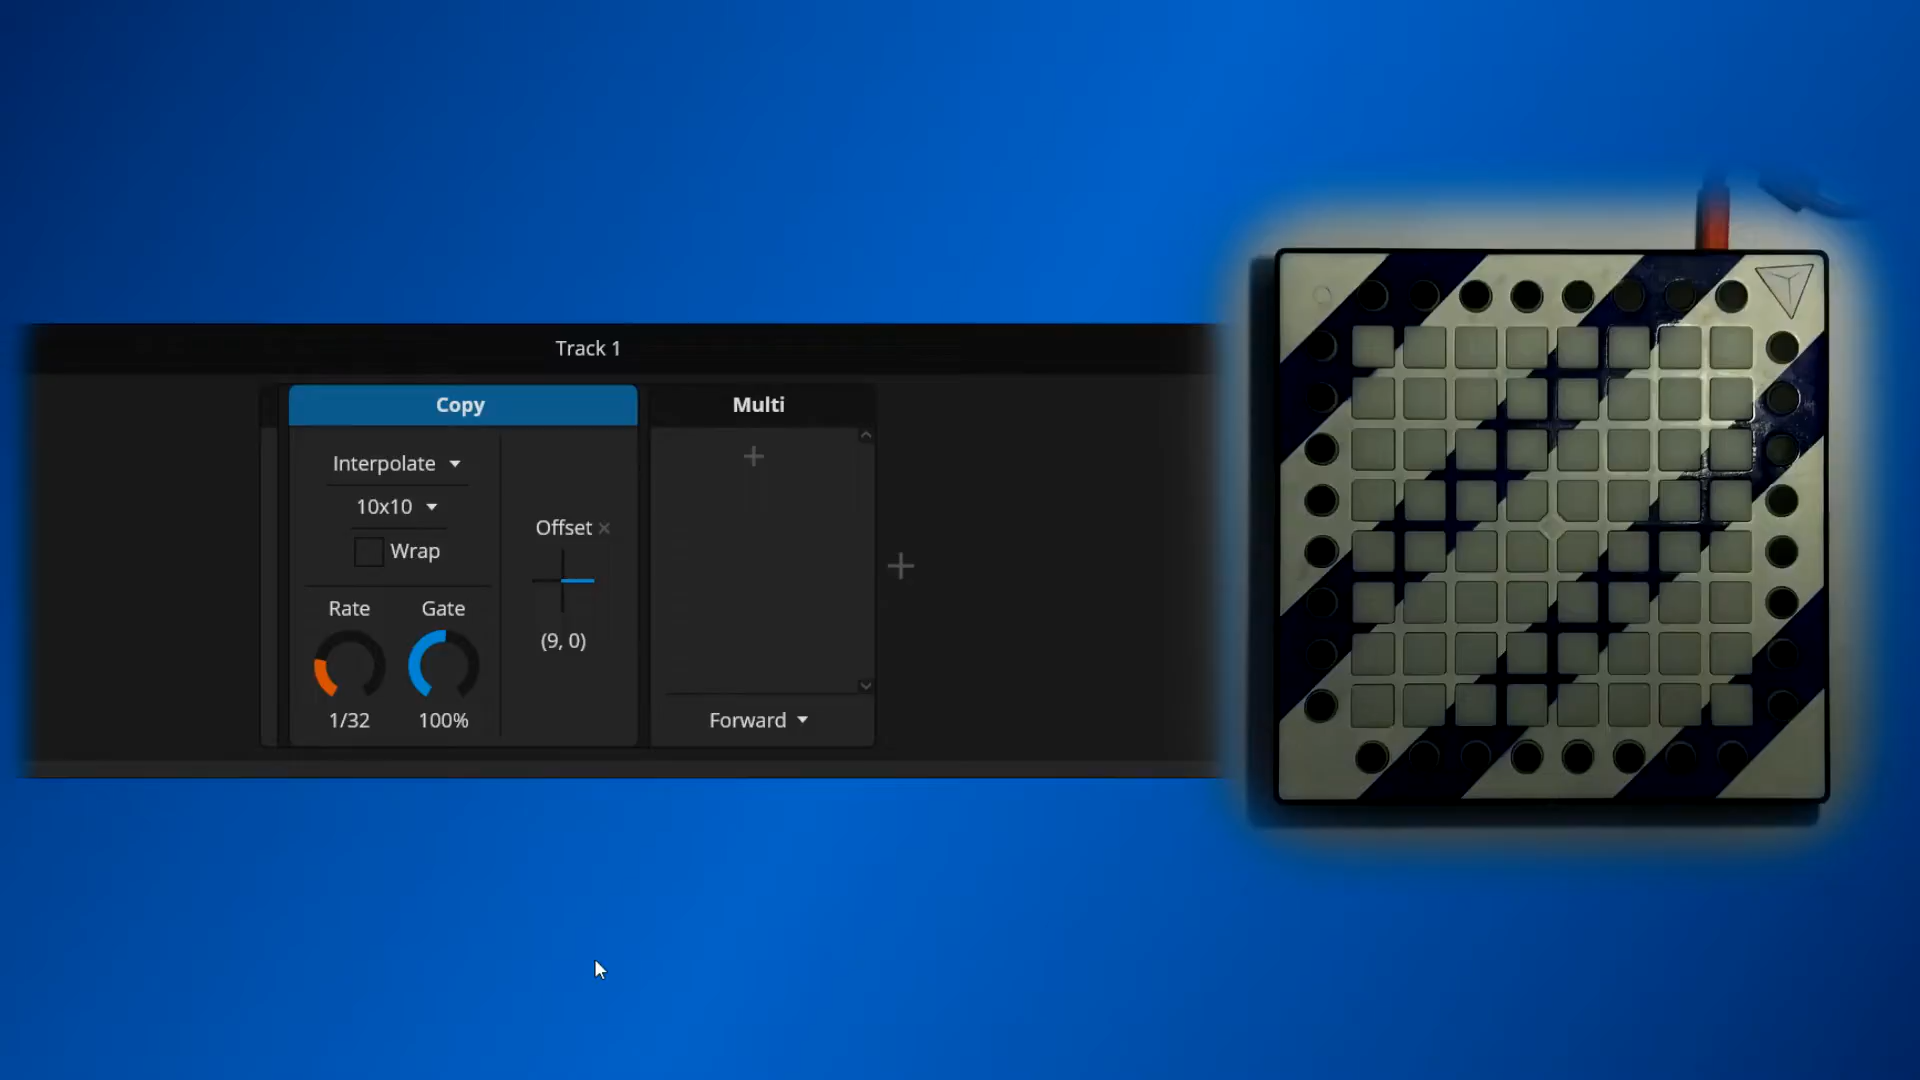 Track 1
Copy
Multi
Interpolate
10x10
Wrap
Offset
(9, 0)
Rate
Gate
1/32
100%
Forward